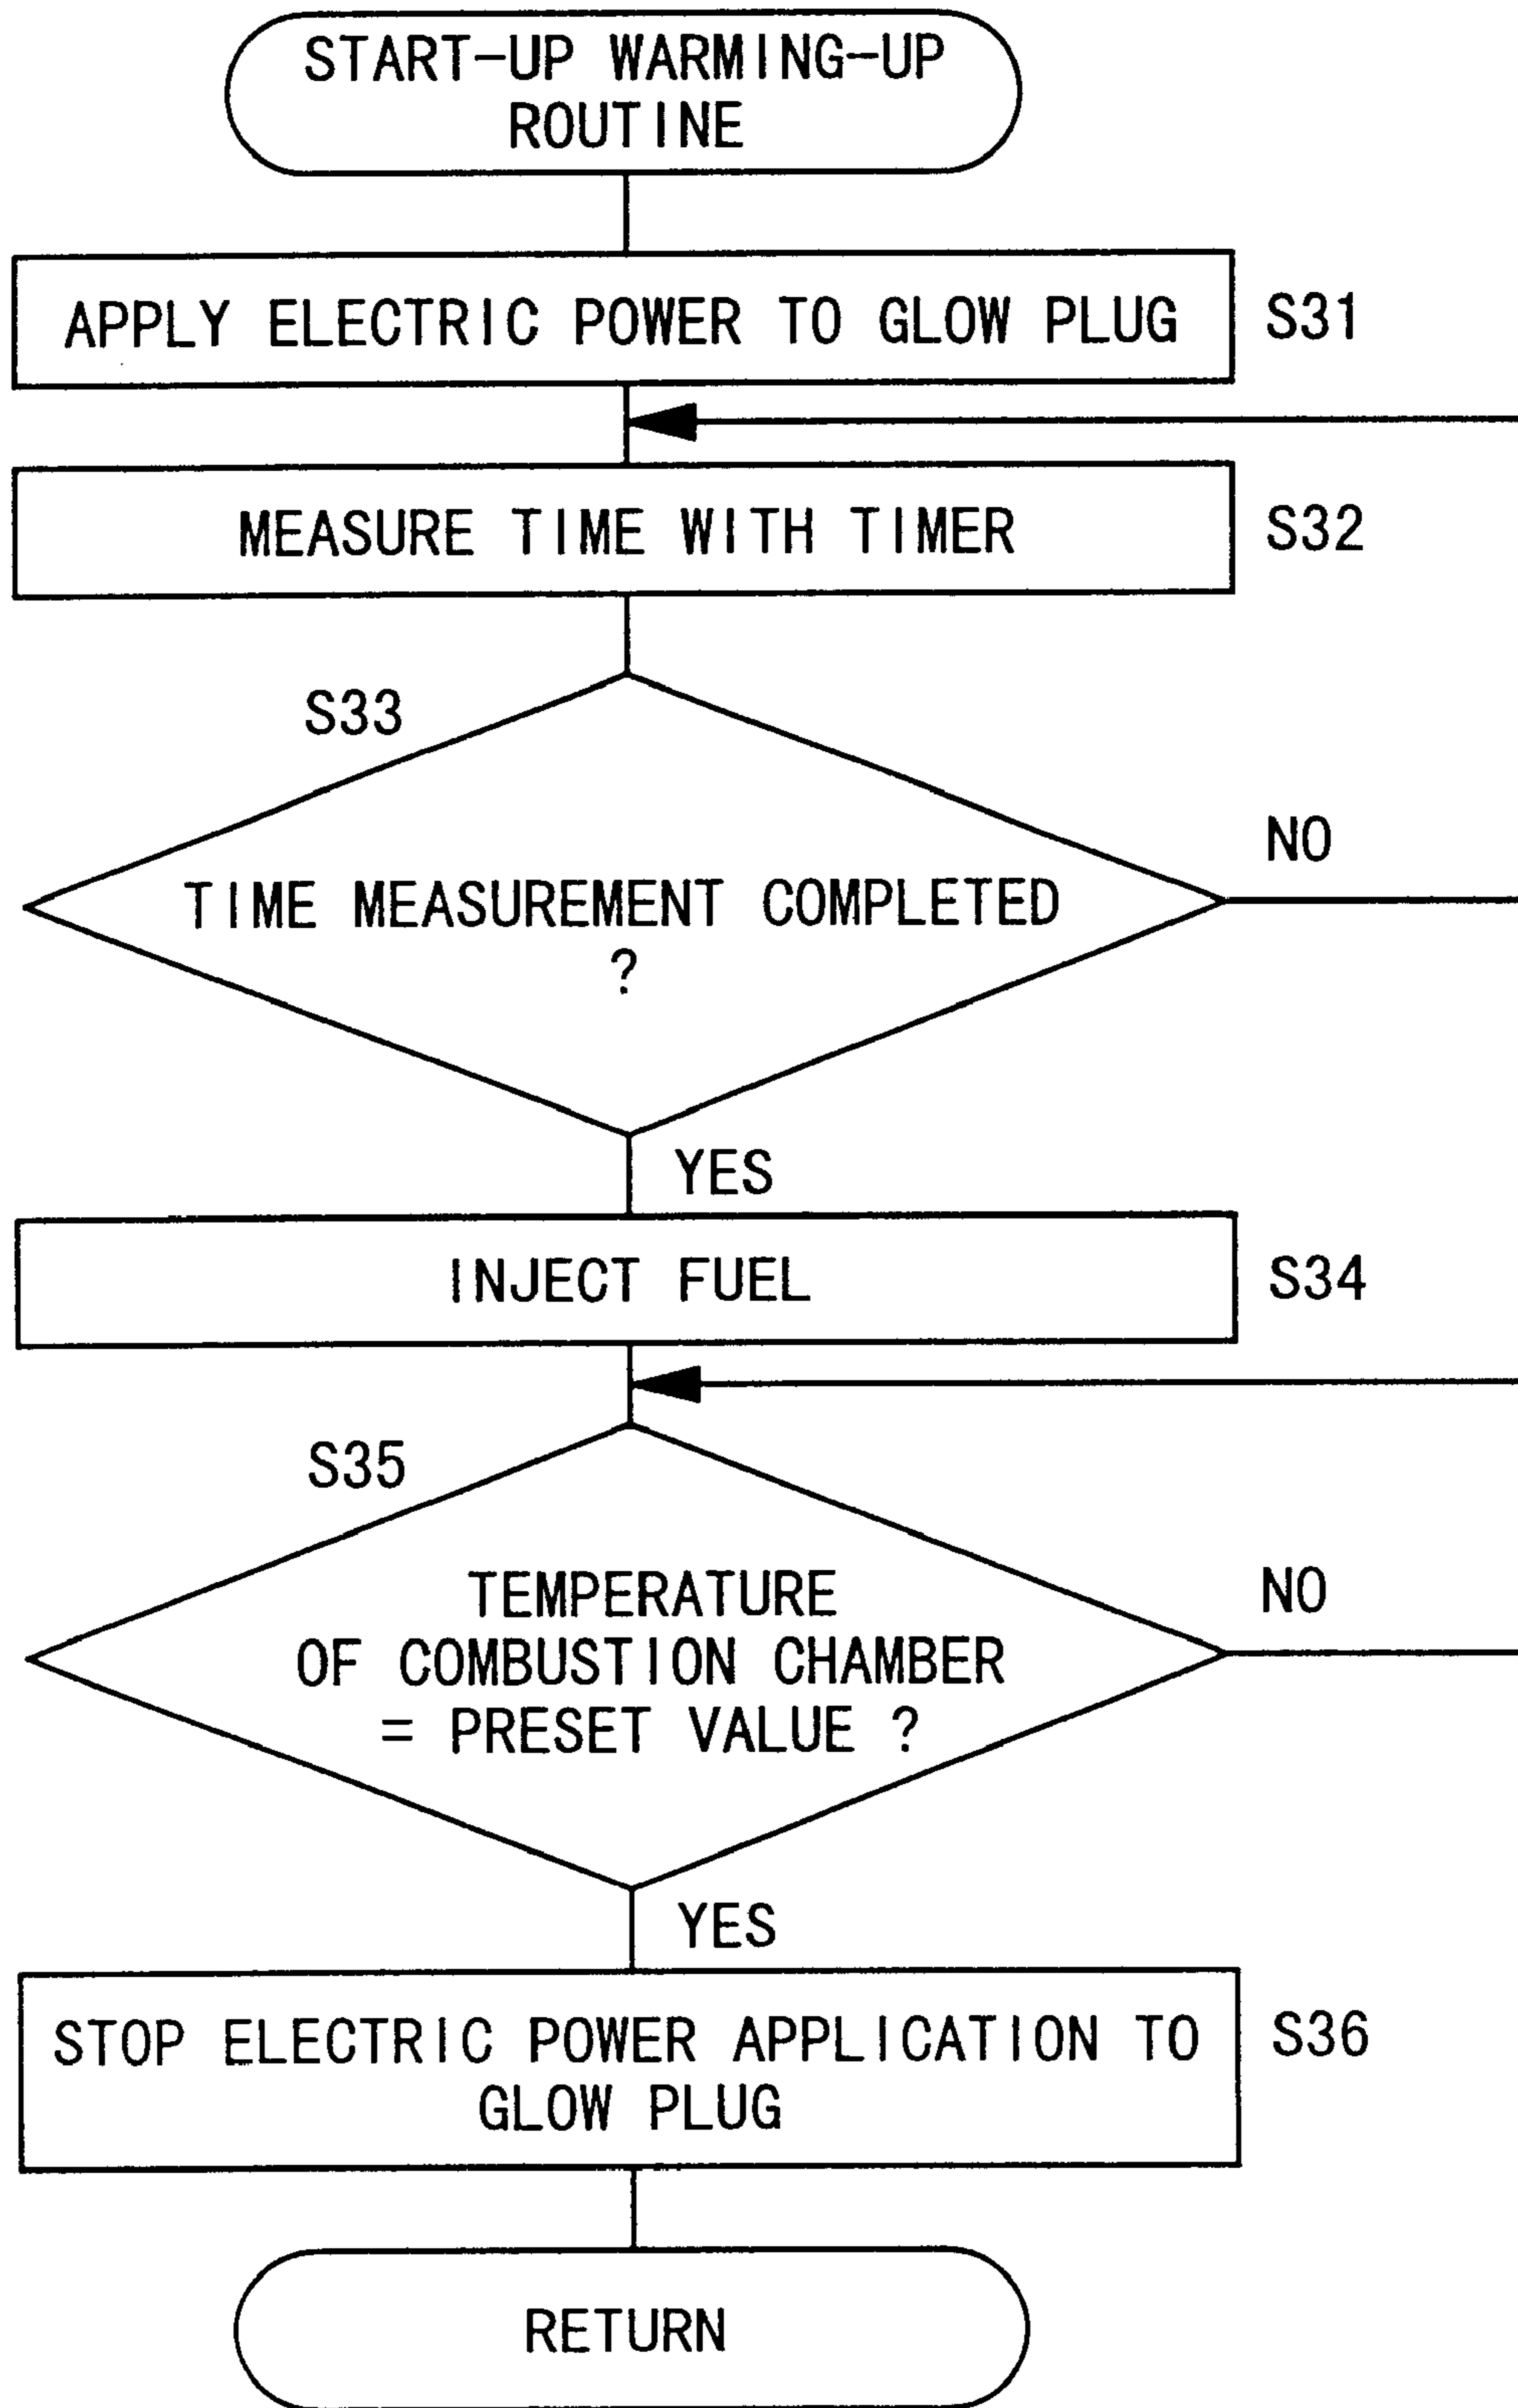 START-UP WARMING-UP
ROUTINE
APPLY ELECTRIC POWER TO GLOW PLUG
S31
MEASURE TIME WITH TIMER
S32
S33
TIME MEASUREMENT COMPLETED
?
NO
YES
INJECT FUEL
S34
S35
TEMPERATURE
OF COMBUSTION CHAMBER
= PRESET VALUE ?
NO
YES
STOP ELECTRIC POWER APPLICATION TO
GLOW PLUG
S36
RETURN